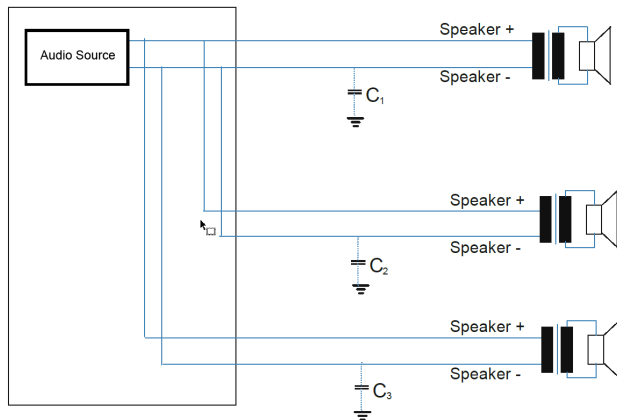 Speaker +
Audio Source
Speaker -
C1
Speaker +
Speaker -
C2
Speaker +
Speaker -
C3